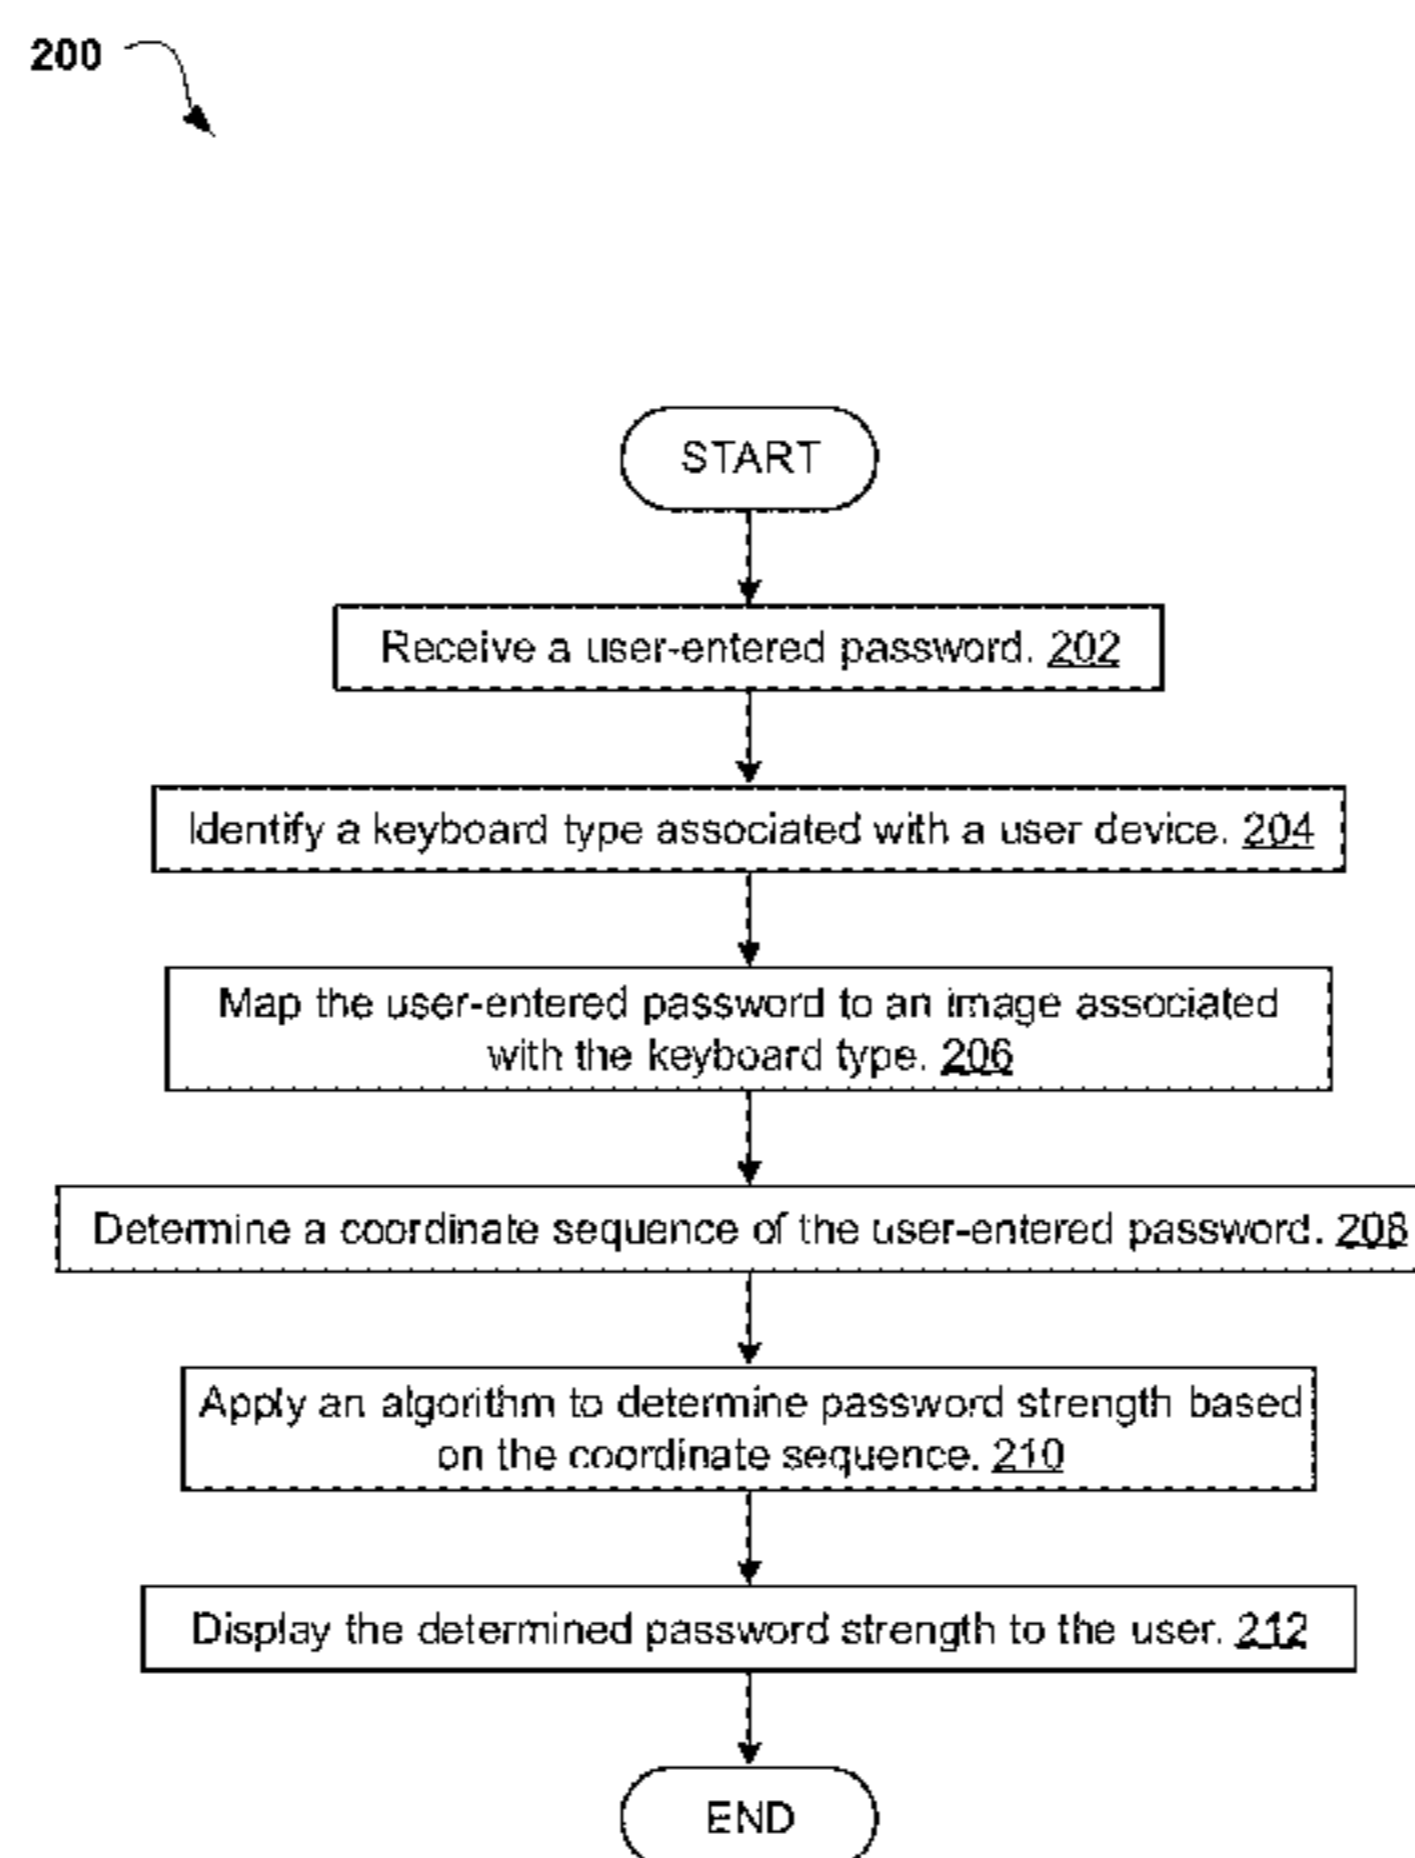 200
START
Receive a user-entered password. 202
Identify a keyboard type associated with a user device. 204
Map the user-entered password to an image associated
with the keyboard type. 206
Determine a coordinate sequence of the user-entered password. 208
Apply an algorithm to determine password strength based
on the coordinate sequence. 210
Display the determined password strength to the user. 212
END